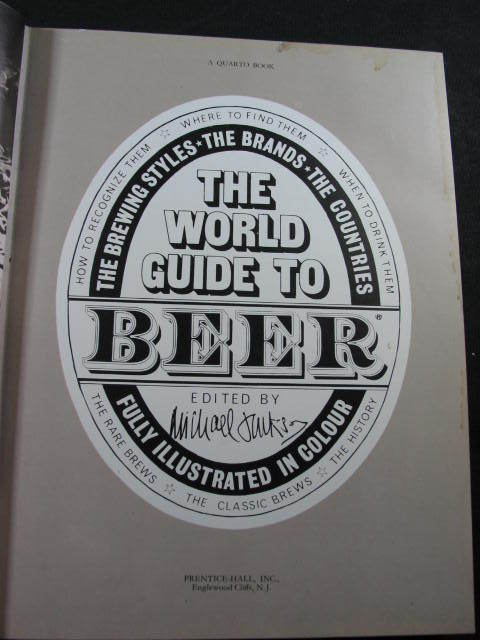 A QUARTO BOOK
HOW TO RECOGNIZE THEM ☆ WHERE TO FIND THEM ☆ WHEN TO DRINK THEM
THE BREWING STYLES★THE BRANDS★THE COUNTRIES
THE
WORLD
GUIDE TO
BEER®
EDITED BY
Michael Jackson
FULLY ILLUSTRATED IN COLOUR
THE RARE BREWS ☆ THE CLASSIC BREWS ☆ THE HISTORY
PRENTICE-HALL, INC.,
Englewood Cliffs, N. J.